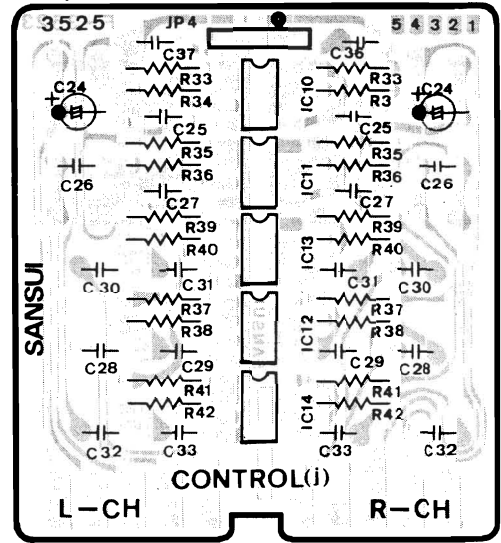 3525 JP4 5 4 3 2 1
C37 C36
R33 IC10 R33
C24 R34 R3 C24
C25 C25
R35 R35
C26 R36 IC11 R36 C26
C27 C27
R39 R39
R40 IC13 R40
SANSUI
C30 C31 C31 C30
R37 R37
R38 IC12 R38
C28 C29 C29 C28
R41 R41
R42 IC14 R42
C32 C33 C33 C32
CONTROL(j)
L-CH R-CH